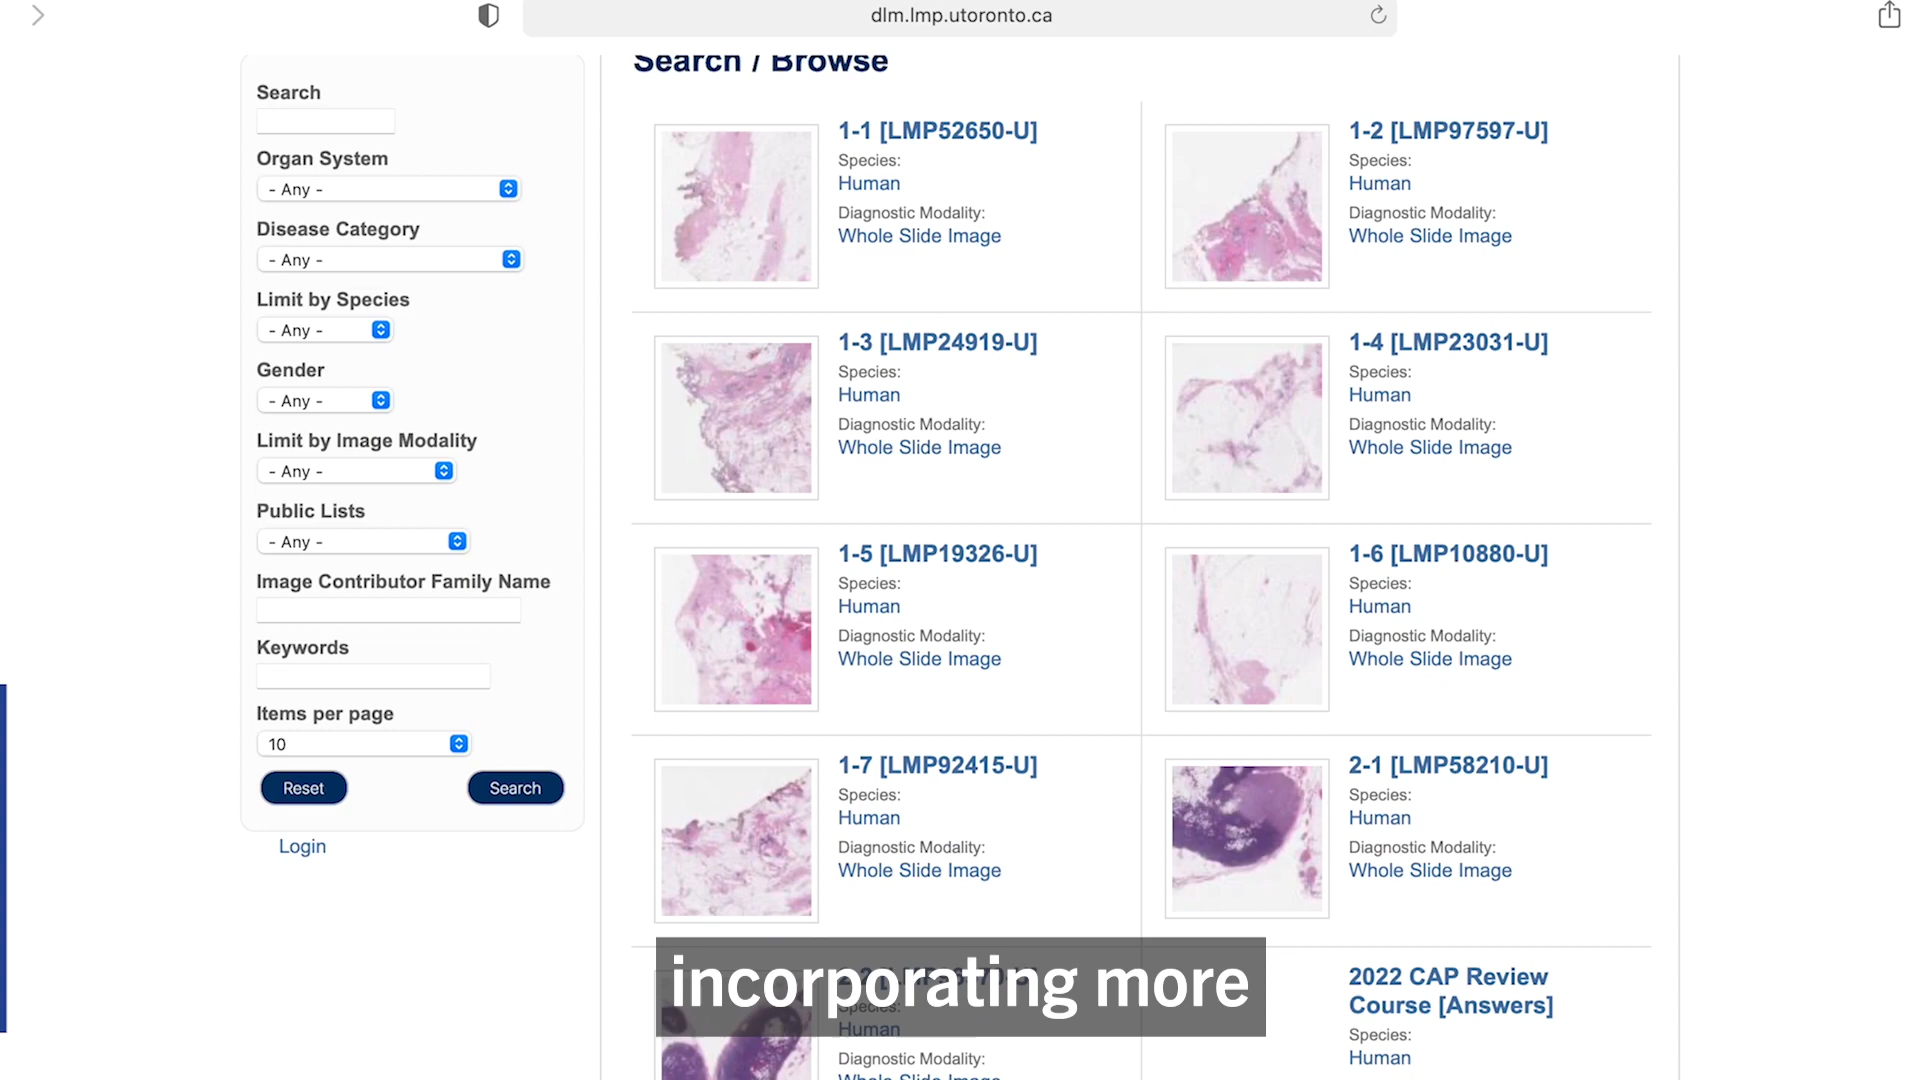 dlm.lmp.utoronto.ca
Search / Browse
Search
Organ System
- Any -
Disease Category
- Any -
Limit by Species
- Any -
Gender
- Any -
Limit by Image Modality
- Any -
Public Lists
- Any -
Image Contributor Family Name
Keywords
Items per page
10
Reset
Search
Login
1-1 [LMP52650-U]
Species:
Human
Diagnostic Modality:
Whole Slide Image
1-2 [LMP97597-U]
Species:
Human
Diagnostic Modality:
Whole Slide Image
1-3 [LMP24919-U]
Species:
Human
Diagnostic Modality:
Whole Slide Image
1-4 [LMP23031-U]
Species:
Human
Diagnostic Modality:
Whole Slide Image
1-5 [LMP19326-U]
Species:
Human
Diagnostic Modality:
Whole Slide Image
1-6 [LMP10880-U]
Species:
Human
Diagnostic Modality:
Whole Slide Image
1-7 [LMP92415-U]
Species:
Human
Diagnostic Modality:
Whole Slide Image
2-1 [LMP58210-U]
Species:
Human
Diagnostic Modality:
Whole Slide Image
Species:
Human
Diagnostic Modality:
Whole Slide Image
2022 CAP Review
Course [Answers]
Species:
Human
incorporating more